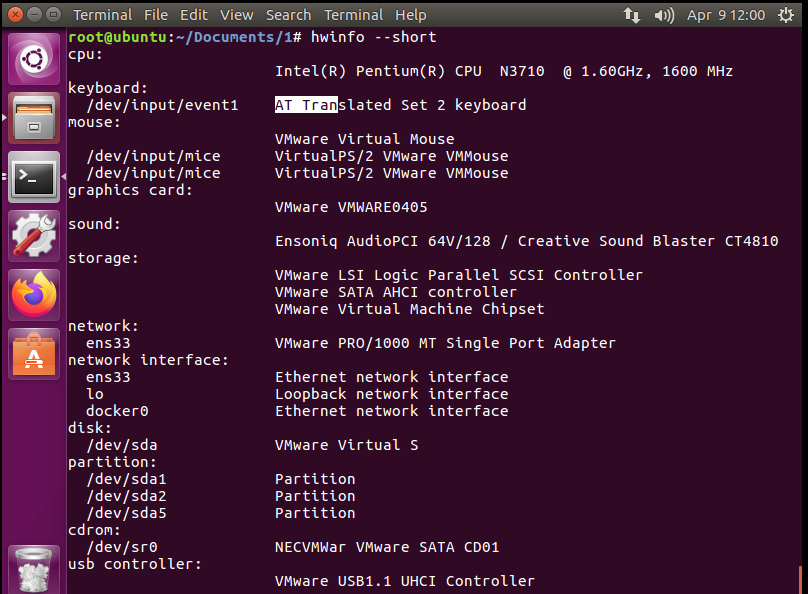 Terminal File Edit View Search Terminal Help Apr 9 12:00
root@ubuntu:~/Documents/1# hwinfo --short
cpu:
Intel(R) Pentium(R) CPU  N3710  @ 1.60GHz, 1600 MHz
keyboard:
/dev/input/event1    AT Translated Set 2 keyboard
mouse:
VMware Virtual Mouse
/dev/input/mice      VirtualPS/2 VMware VMMouse
/dev/input/mice      VirtualPS/2 VMware VMMouse
graphics card:
VMware VMWARE0405
sound:
Ensoniq AudioPCI 64V/128 / Creative Sound Blaster CT4810
storage:
VMware LSI Logic Parallel SCSI Controller
VMware SATA AHCI controller
VMware Virtual Machine Chipset
network:
ens33                VMware PRO/1000 MT Single Port Adapter
network interface:
ens33                Ethernet network interface
lo                   Loopback network interface
docker0              Ethernet network interface
disk:
/dev/sda             VMware Virtual S
partition:
/dev/sda1            Partition
/dev/sda2            Partition
/dev/sda5            Partition
cdrom:
/dev/sr0             NECVMWar VMware SATA CD01
usb controller:
VMware USB1.1 UHCI Controller